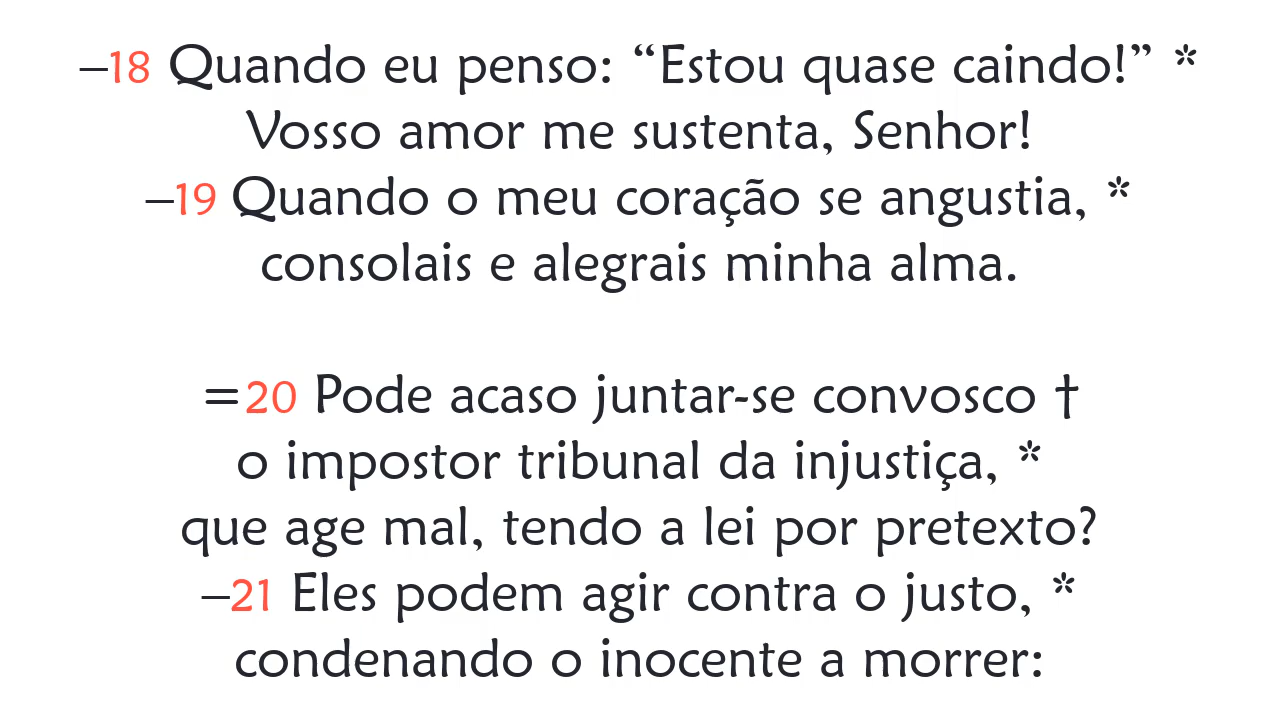 –18 Quando eu penso: “Estou quase caindo!” *
Vosso amor me sustenta, Senhor!
–19 Quando o meu coração se angustia, *
consolais e alegrais minha alma.
=20 Pode acaso juntar-se convosco †
o impostor tribunal da injustiça, *
que age mal, tendo a lei por pretexto?
–21 Eles podem agir contra o justo, *
condenando o inocente a morrer: